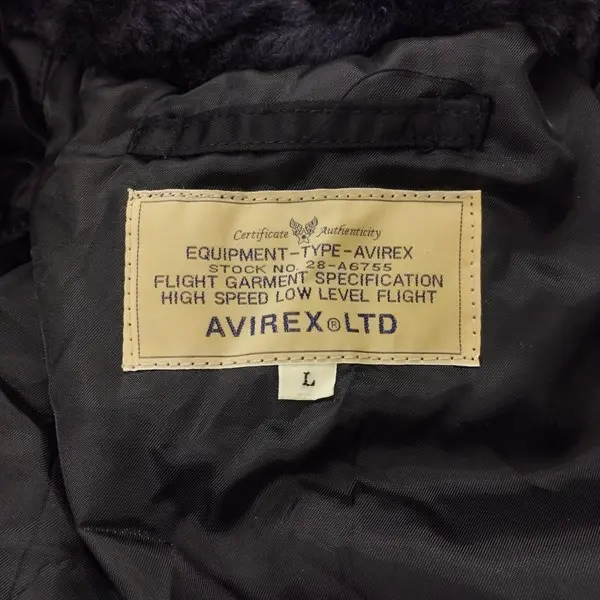 Certificate Authenticity
EQUIPMENT-TYPE-AVIREX
STOCK NO. 28-A6755
FLIGHT GARMENT SPECIFICATION
HIGH SPEED LOW LEVEL FLIGHT
AVIREX®LTD
L